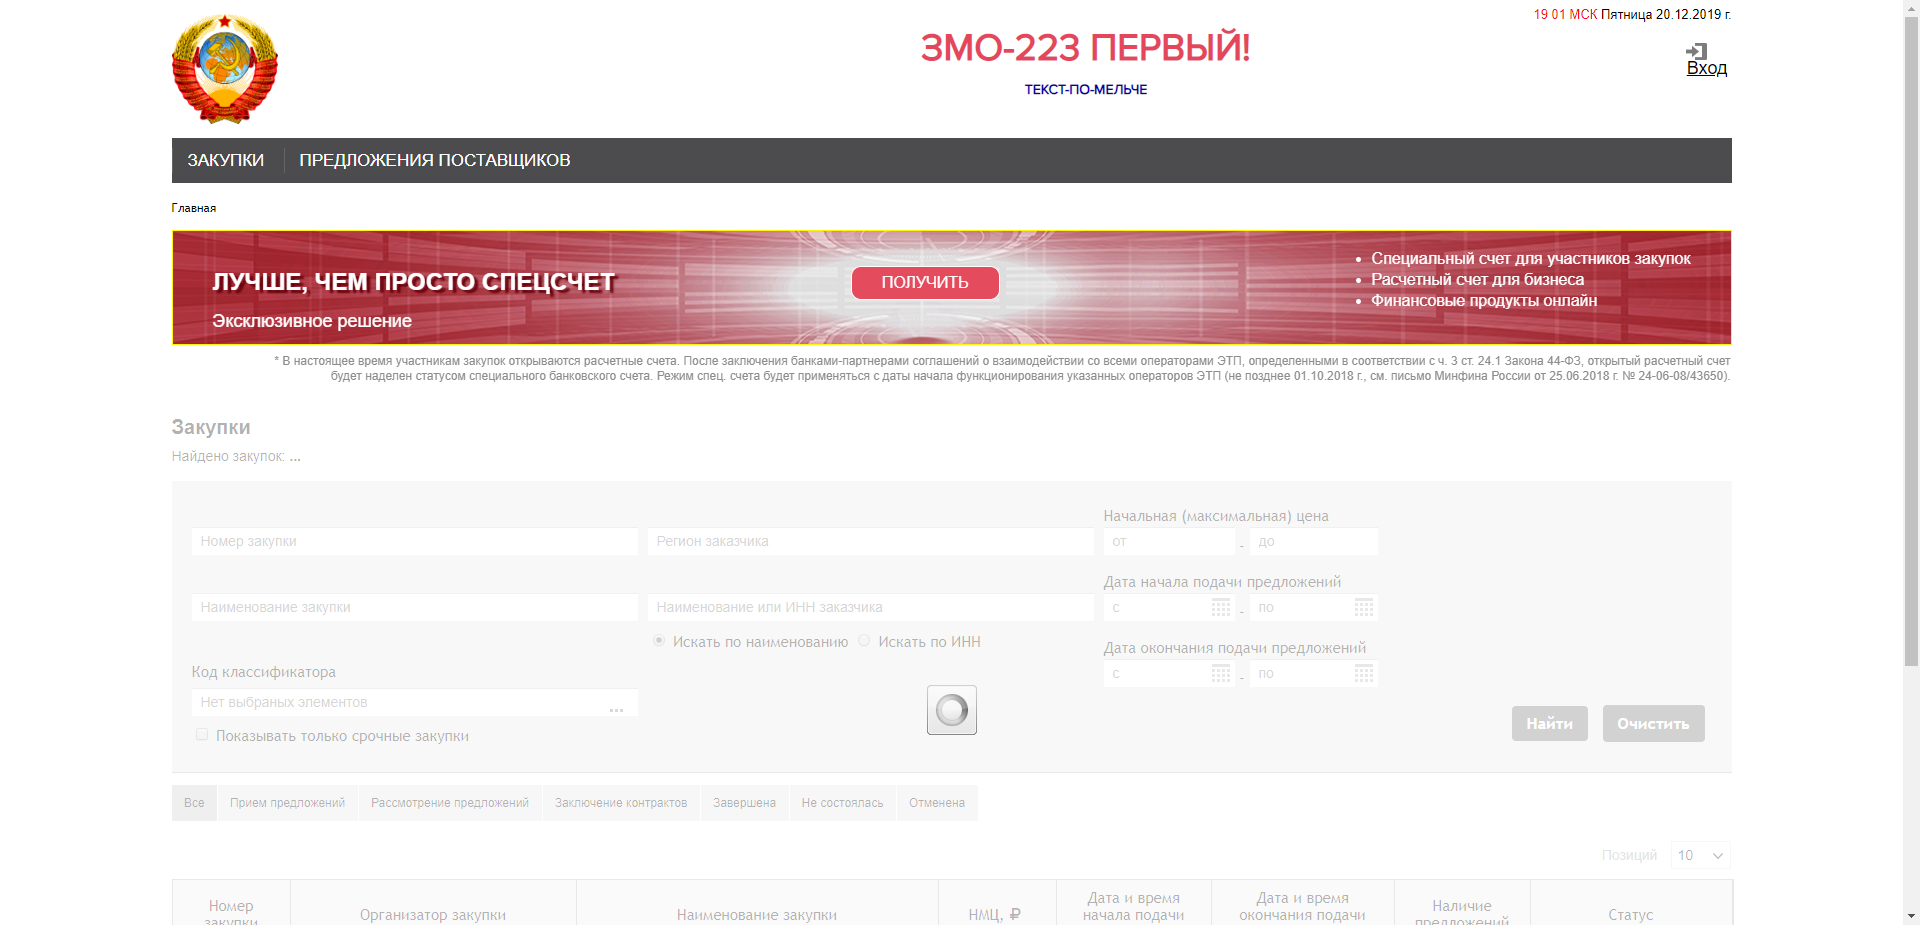 19 01 МСК Пятница 20.12.2019 г.
ЗМО-223 ПЕРВЫЙ!
Вход
ТЕКСТ-ПО-МЕЛЬЧЕ
ЗАКУПКИ ПРЕДЛОЖЕНИЯ ПОСТАВЩИКОВ
Главная
ЛУЧШЕ, ЧЕМ ПРОСТО СПЕЦСЧЕТ
Эксклюзивное решение
ПОЛУЧИТЬ
• Специальный счет для участников закупок
• Расчетный счет для бизнеса
• Финансовые продукты онлайн
* В настоящее время участникам закупок открываются расчетные счета. После заключения банками-партнерами соглашений о взаимодействии со всеми операторами ЭТП, определенными в соответствии с ч. 3 ст. 24.1 Закона 44-ФЗ, открытый расчетный счет
будет наделен статусом специального банковского счета. Режим спец. счета будет применяться с даты начала функционирования указанных операторов ЭТП (не позднее 01.10.2018 г., см. письмо Минфина России от 25.06.2018 г. № 24-06-08/43650).
Закупки
Найдено закупок: ...
Начальная (максимальная) цена
Номер закупки Регион заказчика от - до
Дата начала подачи предложений
Наименование закупки Наименование или ИНН заказчика с - по
Искать по наименованию Искать по ИНН
Дата окончания подачи предложений
с - по
Код классификатора
Нет выбраных элементов ...
Показывать только срочные закупки
Найти Очистить
Все Прием предложений Рассмотрение предложений Заключение контрактов Завершена Не состоялась Отменена
Позиций 10
Номер закупки Организатор закупки Наименование закупки НМЦ, ₽ Дата и время начала подачи Дата и время окончания подачи Наличие предложений Статус